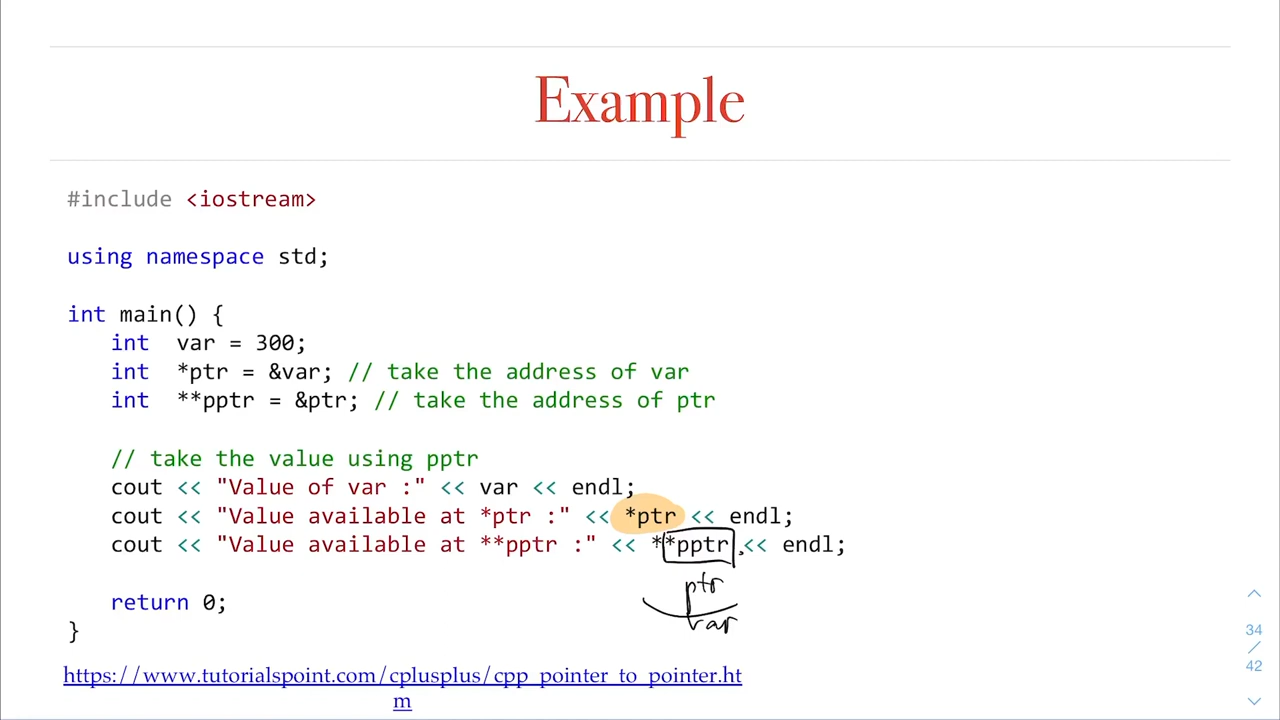 Example
#include <iostream>
using namespace std;
int main() {
int var = 300;
int *ptr = &var; // take the address of var
int **pptr = &ptr; // take the address of ptr
// take the value using pptr
cout << "Value of var :" << var << endl;
cout << "Value available at *ptr :" << *ptr << endl;
cout << "Value available at **pptr :" << **pptr << endl;
ptr
var
return 0;
}
https://www.tutorialspoint.com/cplusplus/cpp_pointer_to_pointer.ht
m
34
/
42